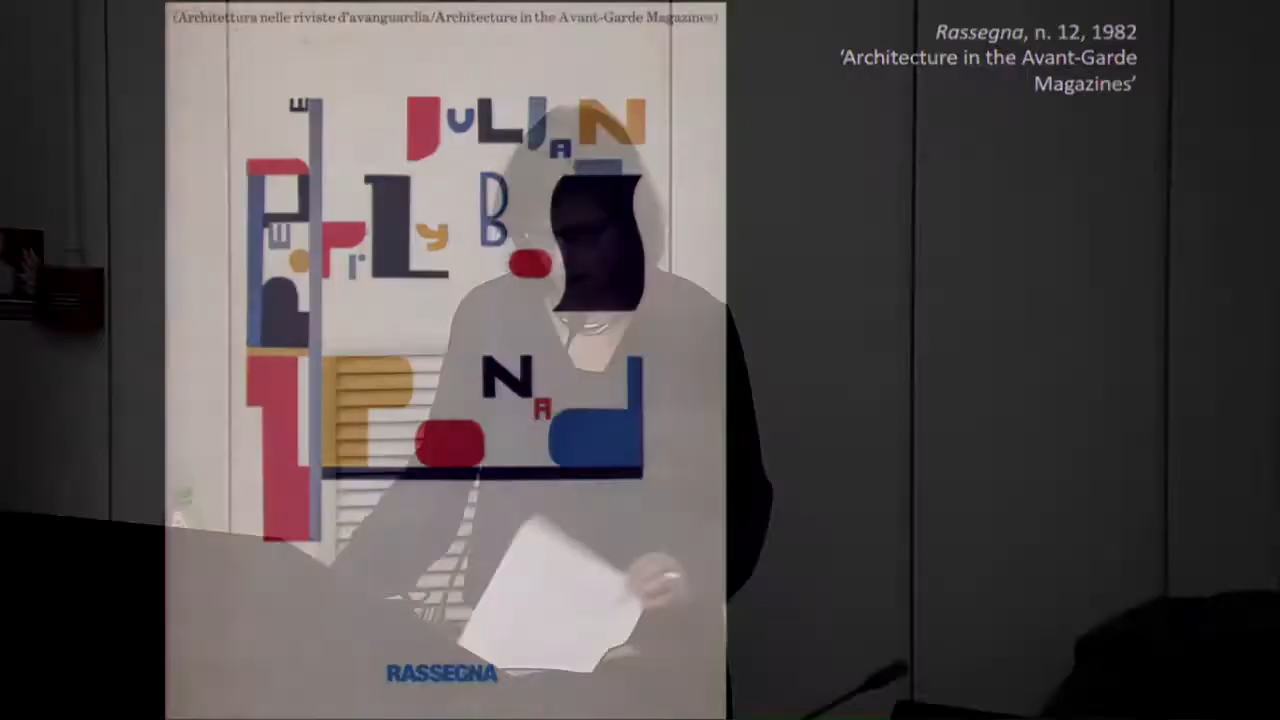 (Architettura nelle riviste d'avanguardia/Architecture in the Avant-Garde Magazines)
Rassegna, n. 12, 1982
‘Architecture in the Avant-Garde
Magazines’
JuLJAN
RASSEGNA